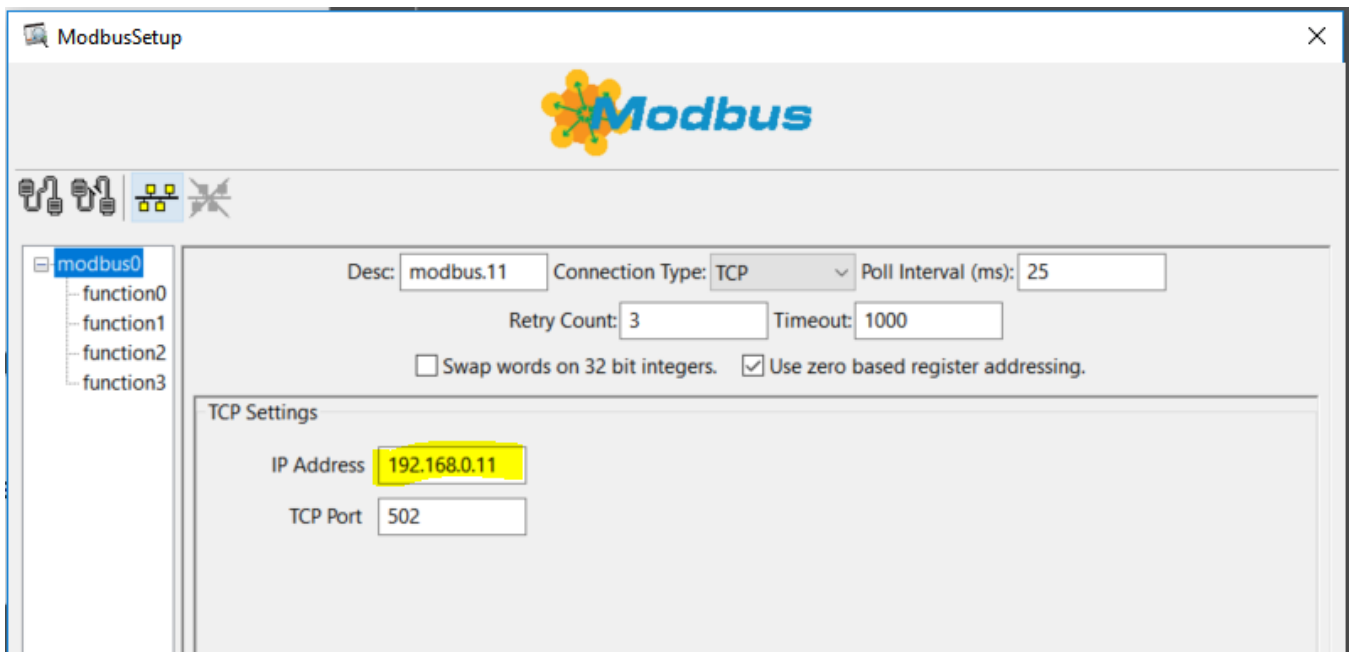 ModbusSetup
Modbus
modbus0
function0
function1
function2
function3
Desc: modbus.11 Connection Type: TCP Poll Interval (ms): 25
Retry Count: 3 Timeout: 1000
Swap words on 32 bit integers. Use zero based register addressing.
TCP Settings
IP Address 192.168.0.11
TCP Port 502